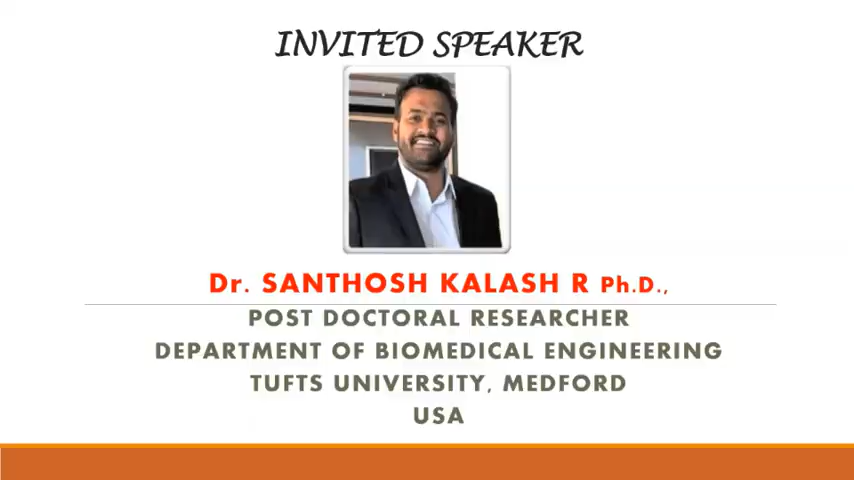 INVITED SPEAKER
Dr. SANTHOSH KALASH R Ph.D.,
POST DOCTORAL RESEARCHER
DEPARTMENT OF BIOMEDICAL ENGINEERING
TUFTS UNIVERSITY, MEDFORD
USA